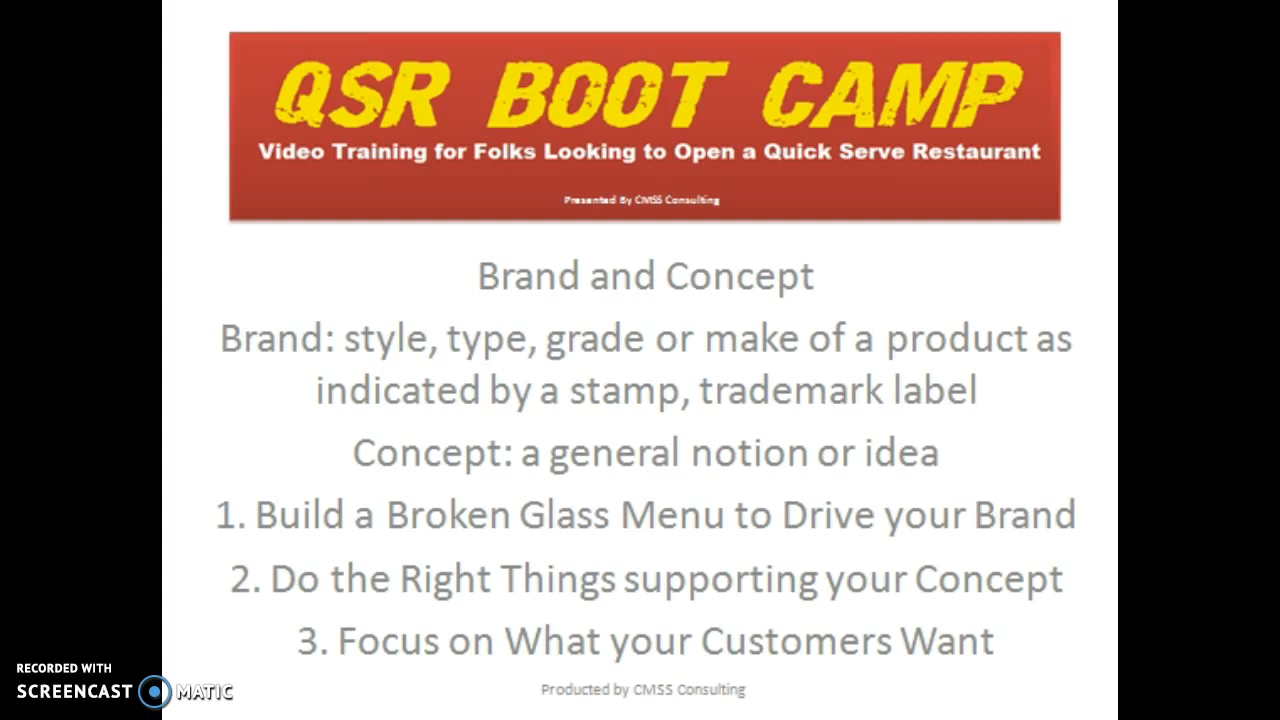 QSR BOOT CAMP
Video Training for Folks Looking to Open a Quick Serve Restaurant
Presented By CMSS Consulting
Brand and Concept
Brand: style, type, grade or make of a product as
indicated by a stamp, trademark label
Concept: a general notion or idea
1. Build a Broken Glass Menu to Drive your Brand
2. Do the Right Things supporting your Concept
3. Focus on What your Customers Want
Producted by CMSS Consulting
RECORDED WITH
SCREENCAST MATIC